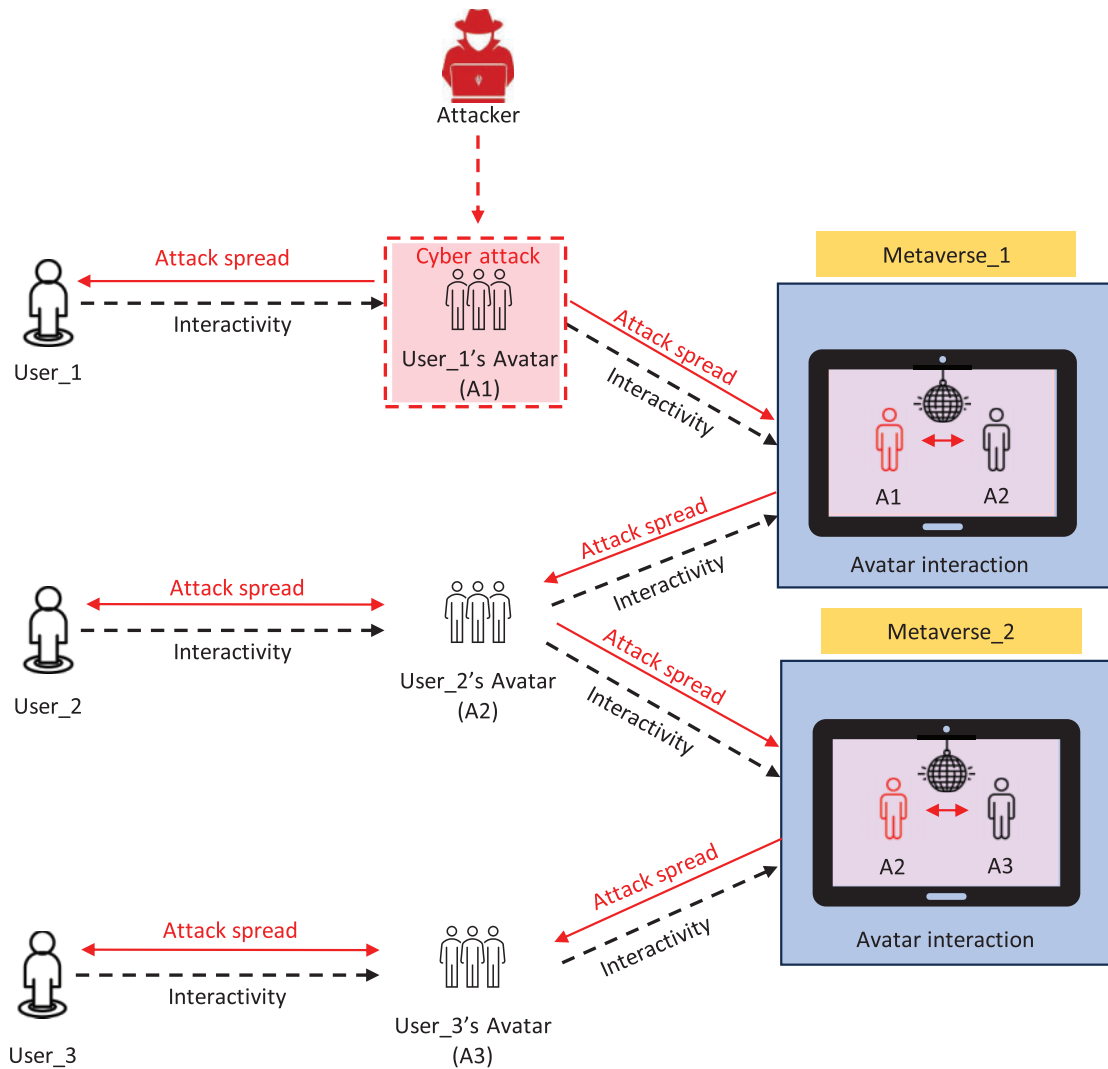 Attacker
Cyber attack
Attack spread
Interactivity
User_1
User_1's Avatar
(A1)
Attack spread
Interactivity
Metaverse_1
A1
A2
Avatar interaction
Attack spread
Interactivity
Attack spread
Interactivity
User_2
User_2's Avatar
(A2)
Attack spread
Interactivity
Metaverse_2
A2
A3
Avatar interaction
Attack spread
Interactivity
Attack spread
Interactivity
User_3
User_3's Avatar
(A3)